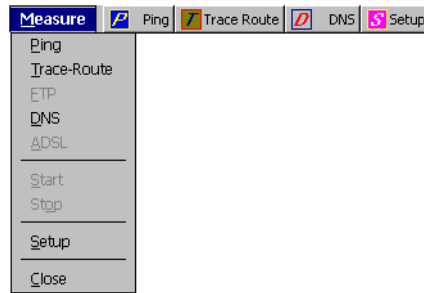 Measure P Ping T Trace Route D DNS S Setup
Ping
Trace-Route
FTP
DNS
ADSL
Start
Stop
Setup
Close